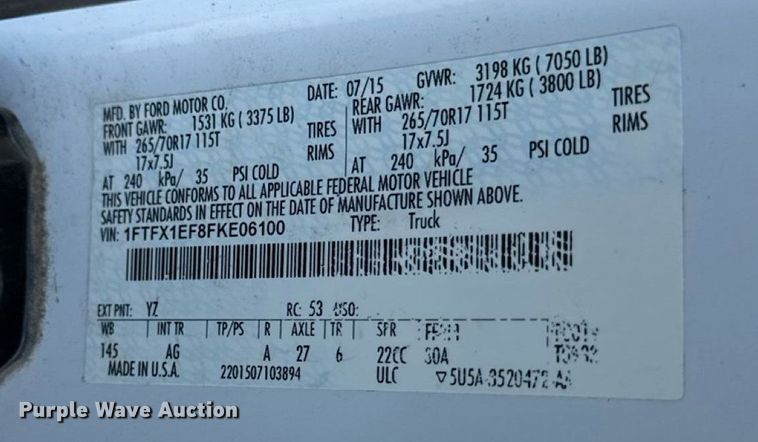 MFD. BY FORD MOTOR CO. DATE: 07/15 GVWR: 3198 KG ( 7050 LB)
FRONT GAWR: 1531 KG ( 3375 LB) REAR GAWR: 1724 KG ( 3800 LB)
WITH 265/70R17 115T TIRES WITH 265/70R17 115T TIRES
17x7.5J RIMS 17x7.5J RIMS
AT 240 kPa/ 35 PSI COLD AT 240 kPa/ 35 PSI COLD
THIS VEHICLE CONFORMS TO ALL APPLICABLE FEDERAL MOTOR VEHICLE
SAFETY STANDARDS IN EFFECT ON THE DATE OF MANUFACTURE SHOWN ABOVE.
VIN: 1FTFX1EF8FKE06100 TYPE: Truck
EXT PNT: YZ RC: 53 DSO:
WB INT TR TP/PS R AXLE TR SPR
145 AG A 27 6 22CC 30A
MADE IN U.S.A. 2201507103894 ULC ▽5U5A-3520472-AA
Purple Wave Auction